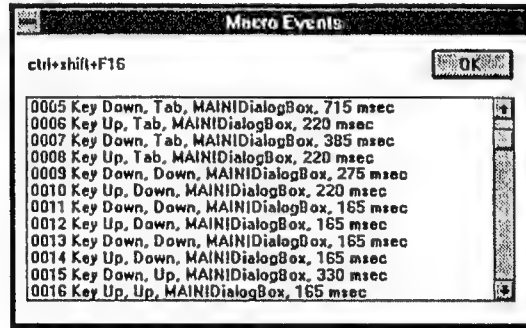 Macro Events
ctrl+shift+F16
OK
0005 Key Down, Tab, MAIN!DialogBox, 715 msec
0006 Key Up, Tab, MAIN!DialogBox, 220 msec
0007 Key Down, Tab, MAIN!DialogBox, 385 msec
0008 Key Up, Tab, MAIN!DialogBox, 220 msec
0009 Key Down, Down, MAIN!DialogBox, 275 msec
0010 Key Up, Down, MAIN!DialogBox, 220 msec
0011 Key Down, Down, MAIN!DialogBox, 165 msec
0012 Key Up, Down, MAIN!DialogBox, 165 msec
0013 Key Down, Down, MAIN!DialogBox, 165 msec
0014 Key Up, Down, MAIN!DialogBox, 165 msec
0015 Key Down, Up, MAIN!DialogBox, 330 msec
0016 Key Up, Up, MAIN!DialogBox, 165 msec